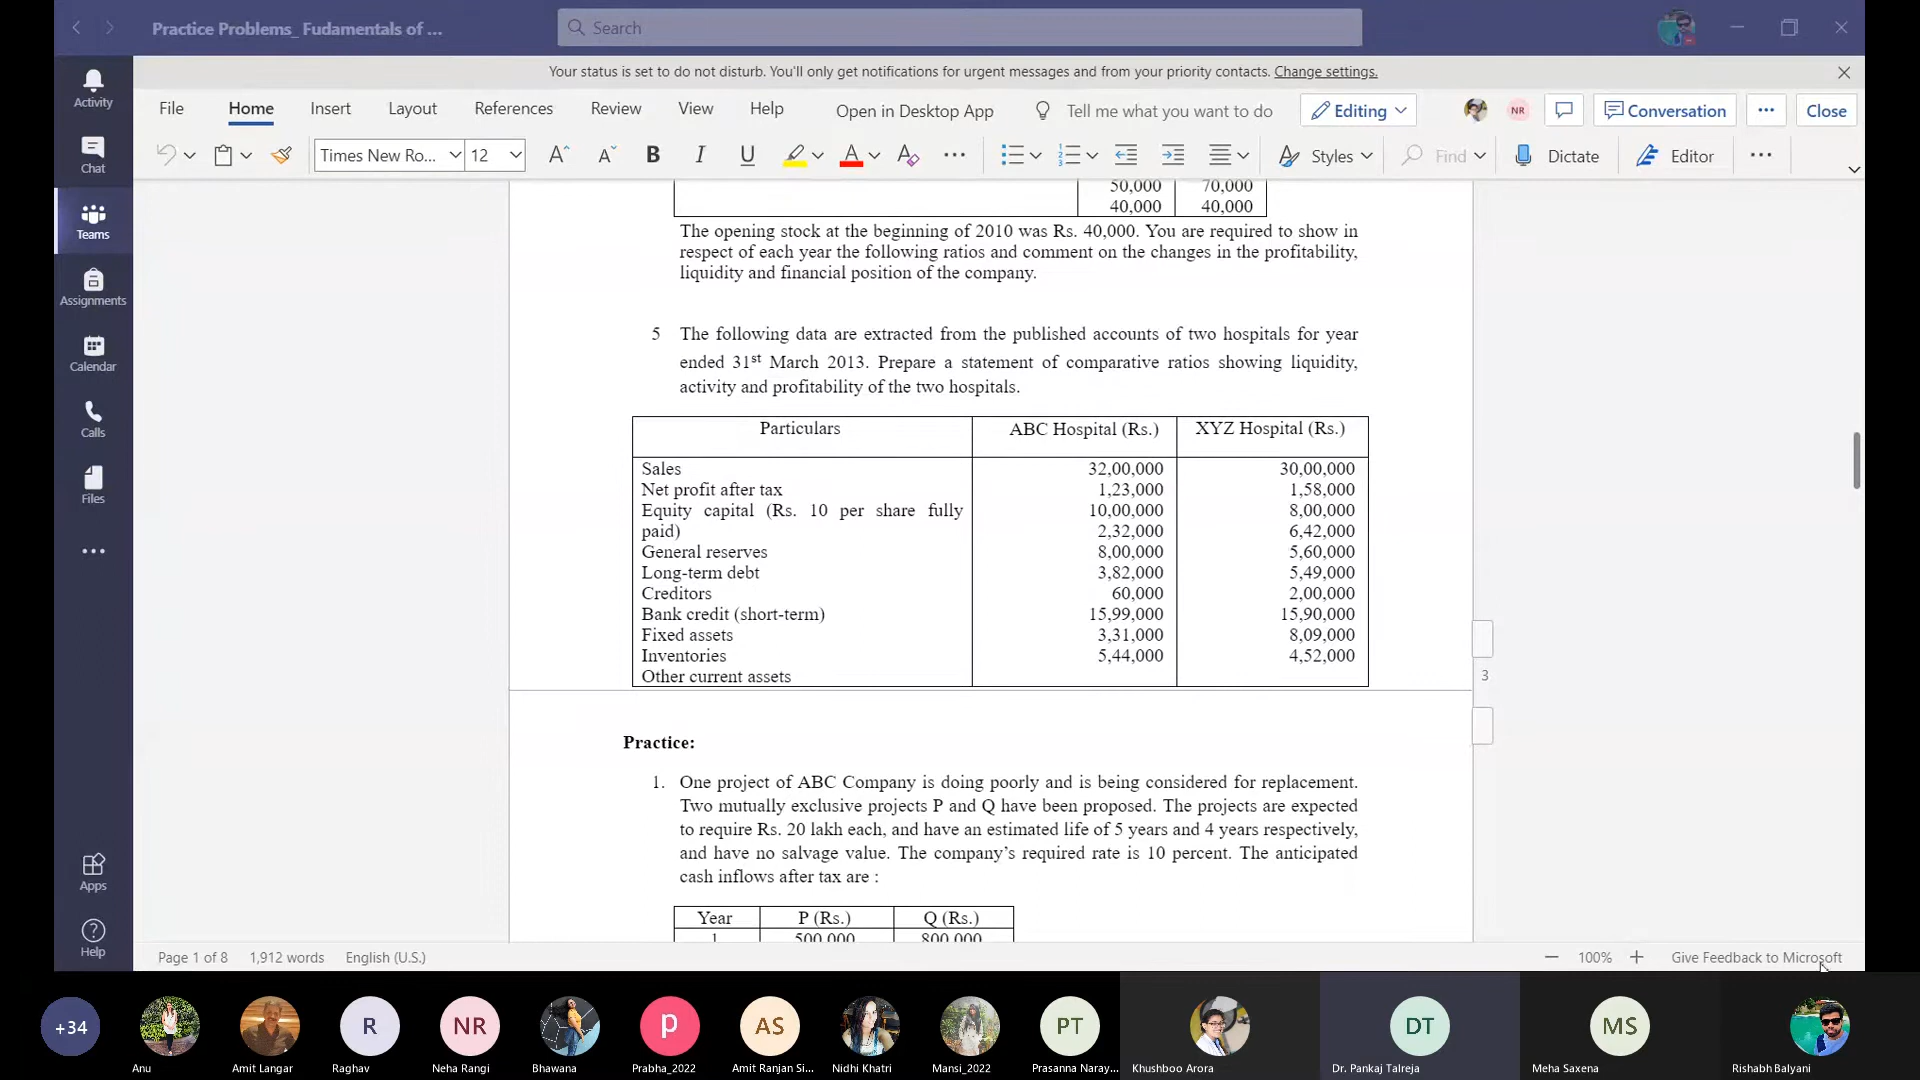 Practice Problems_ Fudamentals of ...
Search
Your status is set to do not disturb. You'll only get notifications for urgent messages and from your priority contacts. Change settings.
File Home Insert Layout References Review View Help Open in Desktop App Tell me what you want to do Editing NR Conversation Close
Times New Ro... 12 B I U A Styles Find Dictate Editor
Activity
Chat
Teams
Assignments
Calendar
Calls
Files
Apps
Help
50,000 70,000
40,000 40,000
The opening stock at the beginning of 2010 was Rs. 40,000. You are required to show in
respect of each year the following ratios and comment on the changes in the profitability,
liquidity and financial position of the company.
5 The following data are extracted from the published accounts of two hospitals for year
ended 31st March 2013. Prepare a statement of comparative ratios showing liquidity,
activity and profitability of the two hospitals.
Particulars ABC Hospital (Rs.) XYZ Hospital (Rs.)
Sales 32,00,000 30,00,000
Net profit after tax 1,23,000 1,58,000
Equity capital (Rs. 10 per share fully 10,00,000 8,00,000
paid) 2,32,000 6,42,000
General reserves 8,00,000 5,60,000
Long-term debt 3,82,000 5,49,000
Creditors 60,000 2,00,000
Bank credit (short-term) 15,99,000 15,90,000
Fixed assets 3,31,000 8,09,000
Inventories 5,44,000 4,52,000
Other current assets
3
Practice:
1. One project of ABC Company is doing poorly and is being considered for replacement.
Two mutually exclusive projects P and Q have been proposed. The projects are expected
to require Rs. 20 lakh each, and have an estimated life of 5 years and 4 years respectively,
and have no salvage value. The company's required rate is 10 percent. The anticipated
cash inflows after tax are :
Year P (Rs.) Q (Rs.)
1 500,000 800,000
Page 1 of 8 1,912 words English (U.S.) 100% Give Feedback to Microsoft
+34 R NR p AS PT DT MS
Anu Amit Langar Raghav Neha Rangi Bhawana Prabha_2022 Amit Ranjan Si... Nidhi Khatri Mansi_2022 Prasanna Naray... Khushboo Arora Dr. Pankaj Talreja Meha Saxena Rishabh Balyani